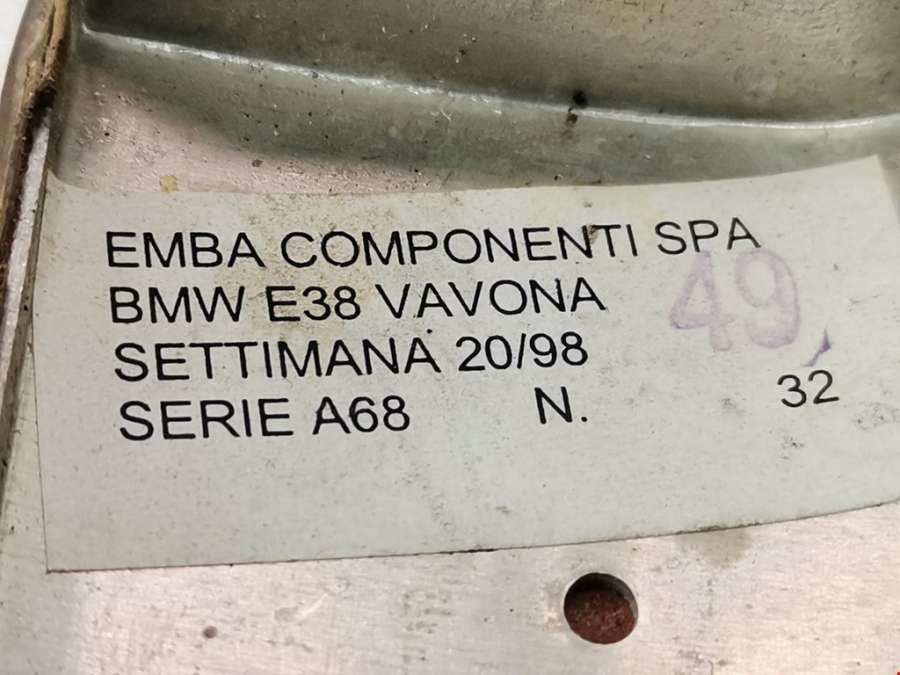 EMBA COMPONENTI SPA
BMW E38 VAVONA 49
SETTIMANA 20/98
SERIE A68 N. 32